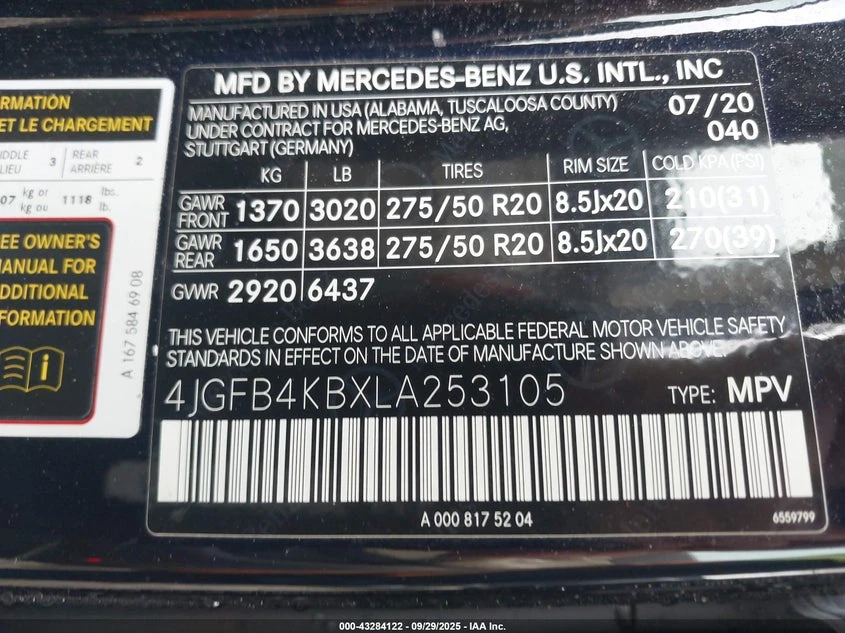 RMATION
ET LE CHARGEMENT
IDDLE
LIEU
3
REAR
ARRIÈRE
2
07
kg or
kg ou
1118
lbs.
lb.
EE OWNER'S
MANUAL FOR
DDITIONAL
FORMATION
A 167 584 69 08
MFD BY MERCEDES-BENZ U.S. INTL., INC
MANUFACTURED IN USA (ALABAMA, TUSCALOOSA COUNTY) 07/20
UNDER CONTRACT FOR MERCEDES-BENZ AG, 040
STUTTGART (GERMANY)
KG LB TIRES RIM SIZE COLD KPA(PSI)
GAWR FRONT 1370 3020 275/50 R20 8.5Jx20 210(31)
GAWR REAR 1650 3638 275/50 R20 8.5Jx20 270(39)
GVWR 2920 6437
THIS VEHICLE CONFORMS TO ALL APPLICABLE FEDERAL MOTOR VEHICLE SAFETY
STANDARDS IN EFFECT ON THE DATE OF MANUFACTURE SHOWN ABOVE.
4JGFB4KBXLA253105 TYPE: MPV
A 000 817 52 04
6559799
000-43284122 - 09/29/2025 - IAA Inc.